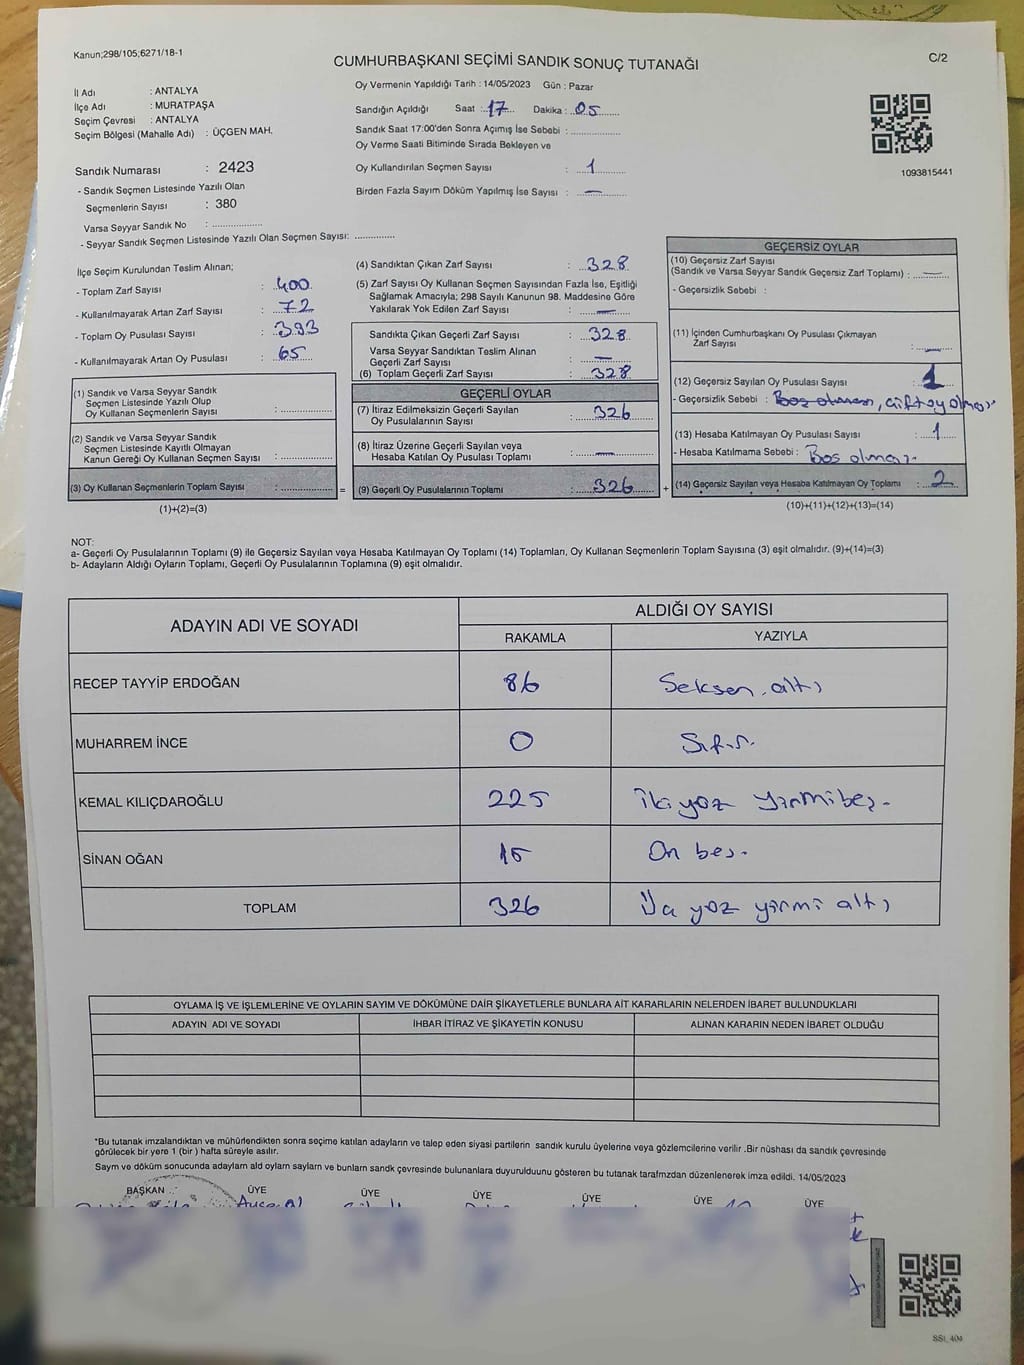 Kanun;298/105;6271/18-1
CUMHURBAŞKANI SEÇİMİ SANDIK SONUÇ TUTANAĞI
C/2
İl Adı : ANTALYA
İlçe Adı : MURATPAŞA
Seçim Çevresi : ANTALYA
Seçim Bölgesi (Mahalle Adı) : ÜÇGEN MAH.
Sandık Numarası : 2423
- Sandık Seçmen Listesinde Yazılı Olan
Seçmenlerin Sayısı : 380
Varsa Seyyar Sandık No : ..............
- Seyyar Sandık Seçmen Listesinde Yazılı Olan Seçmen Sayısı: ............
Oy Vermenin Yapıldığı Tarih : 14/05/2023 Gün : Pazar
Sandığın Açıldığı Saat : 17 Dakika : 05
Sandık Saat 17:00'den Sonra Açımış İse Sebebi : ..............
Oy Verme Saati Bitiminde Sırada Bekleyen ve
Oy Kullandırılan Seçmen Sayısı : 1
Birden Fazla Sayım Döküm Yapılmış İse Sayısı : —
1093815441
İlçe Seçim Kurulundan Teslim Alınan;
- Toplam Zarf Sayısı : 400
- Kullanılmayarak Artan Zarf Sayısı : 72
- Toplam Oy Pusulası Sayısı : 393
- Kullanılmayarak Artan Oy Pusulası : 65
(1) Sandık ve Varsa Seyyar Sandık
Seçmen Listesinde Yazılı Olup
Oy Kullanan Seçmenlerin Sayısı : ..............
(2) Sandık ve Varsa Seyyar Sandık
Seçmen Listesinde Kayıtlı Olmayan
Kanun Gereği Oy Kullanan Seçmen Sayısı : ..............
(3) Oy Kullanan Seçmenlerin Toplam Sayısı : ..............
(1)+(2)=(3)
(4) Sandıktan Çıkan Zarf Sayısı : 328
(5) Zarf Sayısı Oy Kullanan Seçmen Sayısından Fazla İse, Eşitliği
Sağlamak Amacıyla; 298 Sayılı Kanunun 98. Maddesine Göre
Yakılarak Yok Edilen Zarf Sayısı : —
Sandıkta Çıkan Geçerli Zarf Sayısı : 328
Varsa Seyyar Sandıktan Teslim Alınan
Geçerli Zarf Sayısı : —
(6) Toplam Geçerli Zarf Sayısı : 328
GEÇERLİ OYLAR
(7) İtiraz Edilmeksizin Geçerli Sayılan
Oy Pusulasının Sayısı : 326
(8) İtiraz Üzerine Geçerli Sayılan veya
Hesaba Katılan Oy Pusulası Toplamı : —
= (9) Geçerli Oy Pusulalarının Toplamı : 326 +
GEÇERSİZ OYLAR
(10) Geçersiz Zarf Sayısı
(Sandık ve Varsa Seyyar Sandık Geçersiz Zarf Toplamı) : —
- Geçersizlik Sebebi :
(11) İçinden Cumhurbaşkanı Oy Pusulası Çıkmayan
Zarf Sayısı : —
(12) Geçersiz Sayılan Oy Pusulası Sayısı : 1
- Geçersizlik Sebebi : Boş olması, çift oy olması
(13) Hesaba Katılmayan Oy Pusulası Sayısı : 1
- Hesaba Katılmama Sebebi : Boş olması.
(14) Geçersiz Sayılan veya Hesaba Katılmayan Oy Toplamı : 2
(10)+(11)+(12)+(13)=(14)
NOT:
a- Geçerli Oy Pusulalarının Toplamı (9) ile Geçersiz Sayılan veya Hesaba Katılmayan Oy Toplamı (14) Toplamları, Oy Kullanan Seçmenlerin Toplam Sayısına (3) eşit olmalıdır. (9)+(14)=(3)
b- Adayların Aldığı Oyların Toplamı, Geçerli Oy Pusulalarının Toplamına (9) eşit olmalıdır.
ADAYIN ADI VE SOYADI ALDIĞI OY SAYISI
RAKAMLA YAZIYLA
RECEP TAYYİP ERDOĞAN 86 Seksen altı
MUHARREM İNCE 0 Sıfır.
KEMAL KILIÇDAROĞLU 225 İki yüz yirmi beş.
SİNAN OĞAN 15 On beş.
TOPLAM 326 Üç yüz yirmi altı
OYLAMA İŞ VE İŞLEMLERİNE VE OYLARIN SAYIM VE DÖKÜMÜNE DAİR ŞİKAYETLERLE BUNLARA AİT KARARLARIN NELERDEN İBARET BULUNDUKLARI
ADAYIN ADI VE SOYADI İHBAR İTİRAZ VE ŞİKAYETİN KONUSU ALINAN KARARIN NEDEN İBARET OLDUĞU
*Bu tutanak imzalandıktan ve mühürlendikten sonra seçime katılan adayların ve talep eden siyasi partilerin sandık kurulu üyelerine veya gözlemcilerine verilir .Bir nüshası da sandık çevresinde
görülecek bir yere 1 (bir ) hafta süreyle asılır.
Sayım ve döküm sonucunda adaylam ald oylam sayları ve bunlam sandk çevresinde bulunanlara duyurulduunu gösteren bu tutanak tarafmzdan düzenlenerek imza edildi. 14/05/2023
BAŞKAN ÜYE ÜYE ÜYE ÜYE ÜYE ÜYE
SSI, 404